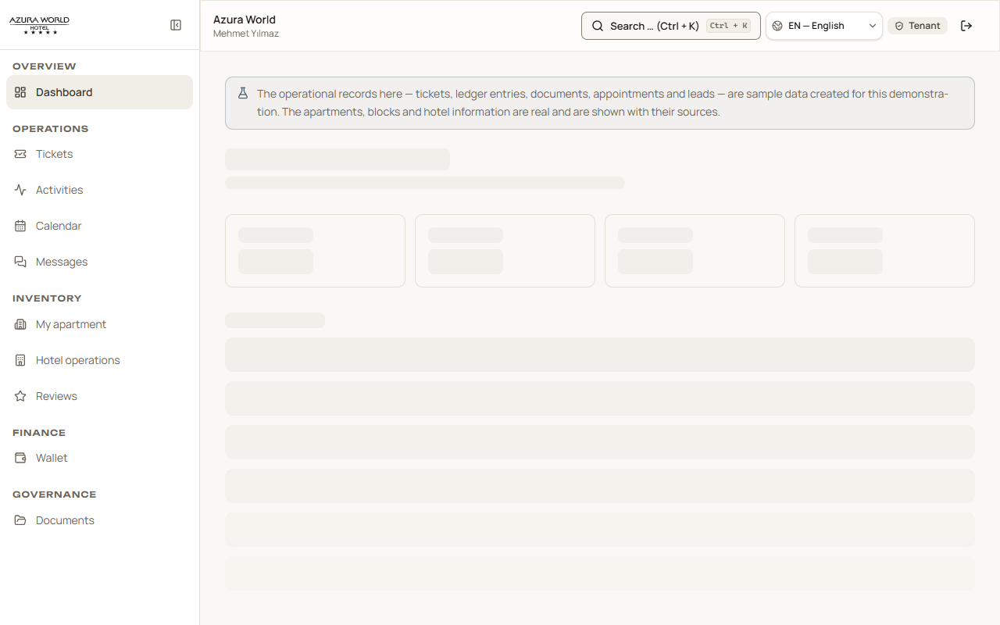 AZURA WORLD
HOTEL
OVERVIEW
Dashboard
OPERATIONS
Tickets
Activities
Calendar
Messages
INVENTORY
My apartment
Hotel operations
Reviews
FINANCE
Wallet
GOVERNANCE
Documents
Azura World
Mehmet Yılmaz
Search ... (Ctrl + K) Ctrl + K
EN — English
Tenant
The operational records here — tickets, ledger entries, documents, appointments and leads — are sample data created for this demonstra-
tion. The apartments, blocks and hotel information are real and are shown with their sources.